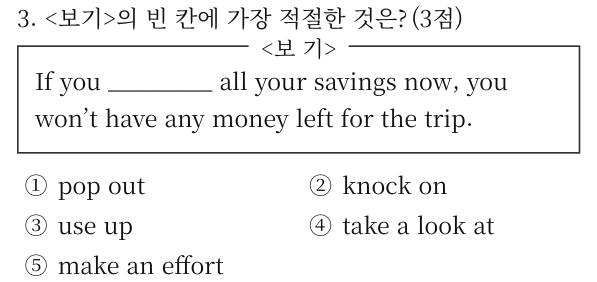 3. <보기>의 빈 칸에 가장 적절한 것은?(3점)
<보 기>
If you _________ all your savings now, you
won't have any money left for the trip.
① pop out ② knock on
③ use up ④ take a look at
⑤ make an effort